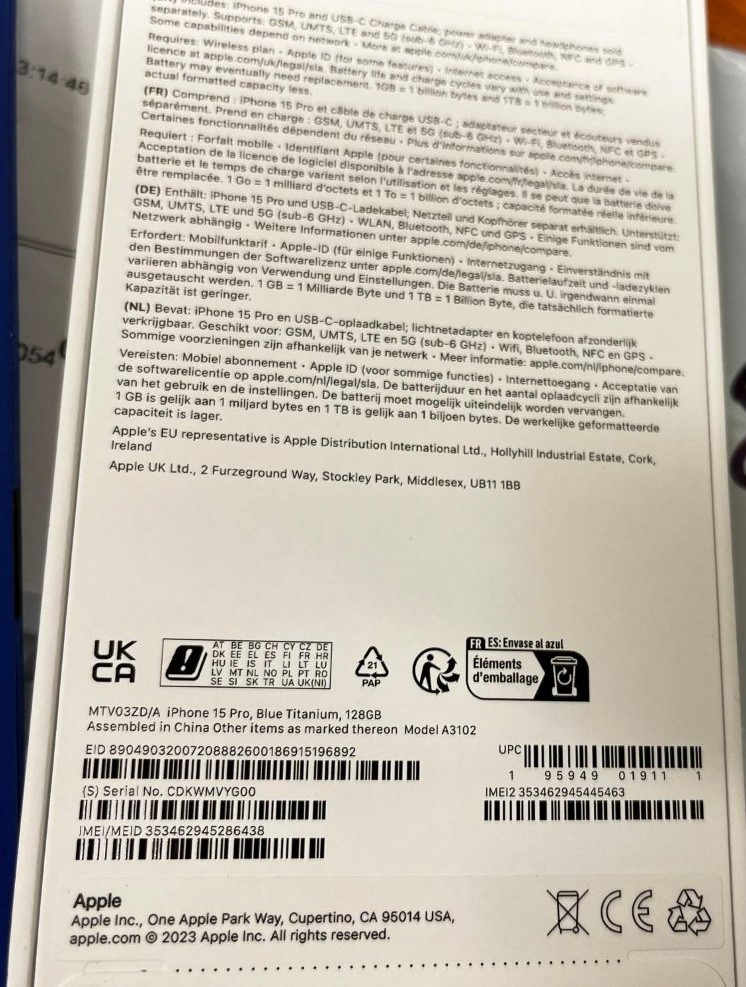 3:14:46
054
Includes: iPhone 15 Pro and USB-C Charge Cable; power adapter and headphones sold
separately. Supports: GSM, UMTS, LTE and 5G (sub-6 GHz) • Wi-Fi, Bluetooth, NFC and GPS •
Some capabilities depend on network • More at apple.com/uk/iphone/compare.
Requires: Wireless plan • Apple ID (for some features) • Internet access • Acceptance of software
licence at apple.com/uk/legal/sla. Battery life and charge cycles vary with use and settings.
Battery may eventually need replacement. 1GB = 1 billion bytes and 1TB = 1 trillion bytes;
actual formatted capacity less.
(FR) Comprend : iPhone 15 Pro et câble de charge USB-C ; adaptateur secteur et écouteurs vendus
séparément. Prend en charge : GSM, UMTS, LTE et 5G (sub-6 GHz) • Wi-Fi, Bluetooth, NFC et GPS •
Certaines fonctionnalités dépendent du réseau • Plus d'informations sur apple.com/fr/iphone/compare.
Requiert : Forfait mobile • Identifiant Apple (pour certaines fonctionnalités) • Accès internet •
Acceptation de la licence de logiciel disponible à l'adresse apple.com/fr/legal/sla. La durée de vie de la
batterie et le temps de charge varient selon l'utilisation et les réglages. Il se peut que la batterie doive
être remplacée. 1 Go = 1 milliard d'octets et 1 To = 1 billion d'octets ; capacité formatée réelle inférieure.
(DE) Enthält: iPhone 15 Pro und USB-C-Ladekabel; Netzteil und Kopfhörer separat erhältlich. Unterstützt:
GSM, UMTS, LTE und 5G (sub-6 GHz) • WLAN, Bluetooth, NFC und GPS • Einige Funktionen sind vom
Netzwerk abhängig • Weitere Informationen unter apple.com/de/iphone/compare.
Erfordert: Mobilfunktarif • Apple-ID (für einige Funktionen) • Internetzugang • Einverständnis mit
den Bestimmungen der Softwarelizenz unter apple.com/de/legal/sla. Batterielaufzeit und -ladezyklen
variieren abhängig von Verwendung und Einstellungen. Die Batterie muss u. U. irgendwann einmal
ausgetauscht werden. 1 GB = 1 Milliarde Byte und 1 TB = 1 Billion Byte, die tatsächlich formatierte
Kapazität ist geringer.
(NL) Bevat: iPhone 15 Pro en USB-C-oplaadkabel; lichtnetadapter en koptelefoon afzonderlijk
verkrijgbaar. Geschikt voor: GSM, UMTS, LTE en 5G (sub-6 GHz) • Wifi, Bluetooth, NFC en GPS •
Sommige voorzieningen zijn afhankelijk van je netwerk • Meer informatie: apple.com/nl/iphone/compare.
Vereisten: Mobiel abonnement • Apple ID (voor sommige functies) • Internettoegang • Acceptatie van
de softwarelicentie op apple.com/nl/legal/sla. De batterijduur en het aantal oplaadcycli zijn afhankelijk
van het gebruik en de instellingen. De batterij moet mogelijk uiteindelijk worden vervangen.
1 GB is gelijk aan 1 miljard bytes en 1 TB is gelijk aan 1 biljoen bytes. De werkelijke geformatteerde
capaciteit is lager.
Apple's EU representative is Apple Distribution International Ltd., Hollyhill Industrial Estate, Cork,
Ireland
Apple UK Ltd., 2 Furzeground Way, Stockley Park, Middlesex, UB11 1BB
UK
CA
AT BE BG CH CY CZ DE
DK EE EL ES FI FR HR
HU IE IS IT LI LT LU
LV MT NL NO PL PT RO
SE SI SK TR UA UK(NI)
21
PAP
FR ES: Envase al azul
Éléments
d'emballage
MTV03ZD/A iPhone 15 Pro, Blue Titanium, 128GB
Assembled in China Other items as marked thereon Model A3102
EID 89049032007208882600186915196892
UPC
1 95949 01911 1
(S) Serial No. CDKWMVYG00
IMEI2 353462945445463
IMEI/MEID 353462945286438
Apple
Apple Inc., One Apple Park Way, Cupertino, CA 95014 USA,
apple.com © 2023 Apple Inc. All rights reserved.
CE